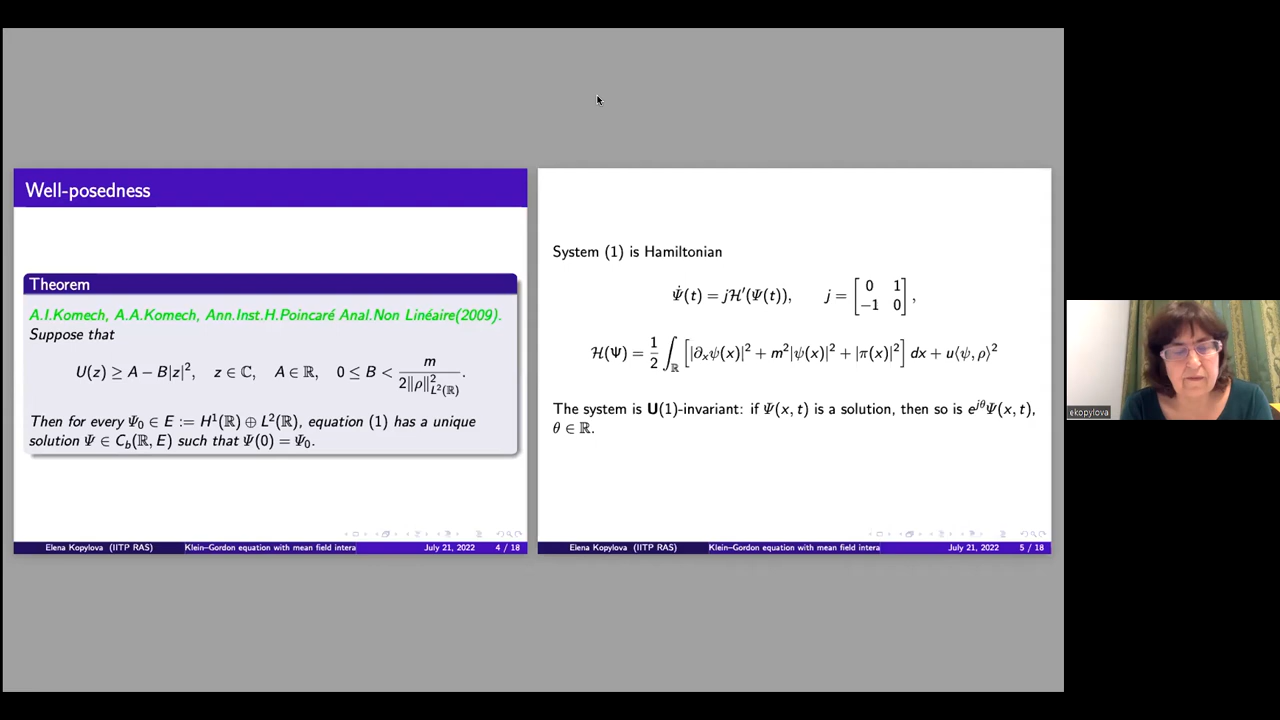 Well-posedness
Theorem
A.I.Komech, A.A.Komech, Ann.Inst.H.Poincaré Anal.Non Linéaire(2009).
Suppose that
U(z) ≥ A − B|z|², z ∈ ℂ, A ∈ ℝ, 0 ≤ B < m / 2‖ρ‖²_{L²(ℝ)}.
Then for every Ψ₀ ∈ E := H¹(ℝ) ⊕ L²(ℝ), equation (1) has a unique
solution Ψ ∈ C_b(ℝ, E) such that Ψ(0) = Ψ₀.
Elena Kopylova (IITP RAS) Klein–Gordon equation with mean field intera July 21, 2022 4 / 18
System (1) is Hamiltonian
Ψ̇(t) = jℋ′(Ψ(t)), j = [0 1; −1 0],
ℋ(Ψ) = 1/2 ∫_ℝ [|∂ₓψ(x)|² + m²|ψ(x)|² + |π(x)|²] dx + u⟨ψ, ρ⟩²
The system is U(1)-invariant: if Ψ(x, t) is a solution, then so is e^{jθ}Ψ(x, t),
θ ∈ ℝ.
Elena Kopylova (IITP RAS) Klein–Gordon equation with mean field intera July 21, 2022 5 / 18
ekopylova